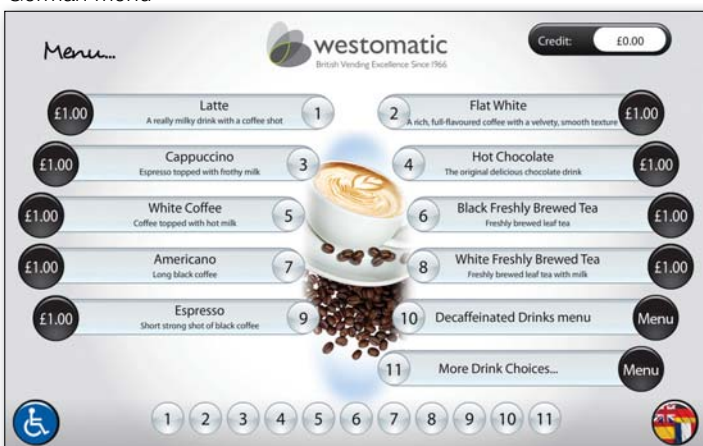 German menu
Menu...
westomatic
British Vending Excellence Since 1966
Credit: £0.00
£1.00 Latte 1
A really milky drink with a coffee shot
2 Flat White £1.00
A rich, full-flavoured coffee with a velvety, smooth texture
£1.00 Cappuccino 3
Espresso topped with frothy milk
4 Hot Chocolate £1.00
The original delicious chocolate drink
£1.00 White Coffee 5
Coffee topped with hot milk
6 Black Freshly Brewed Tea £1.00
Freshly brewed leaf tea
£1.00 Americano 7
Long black coffee
8 White Freshly Brewed Tea £1.00
Freshly brewed leaf tea with milk
£1.00 Espresso 9
Short strong shot of black coffee
10 Decaffeinated Drinks menu Menu
11 More Drink Choices... Menu
1 2 3 4 5 6 7 8 9 10 11